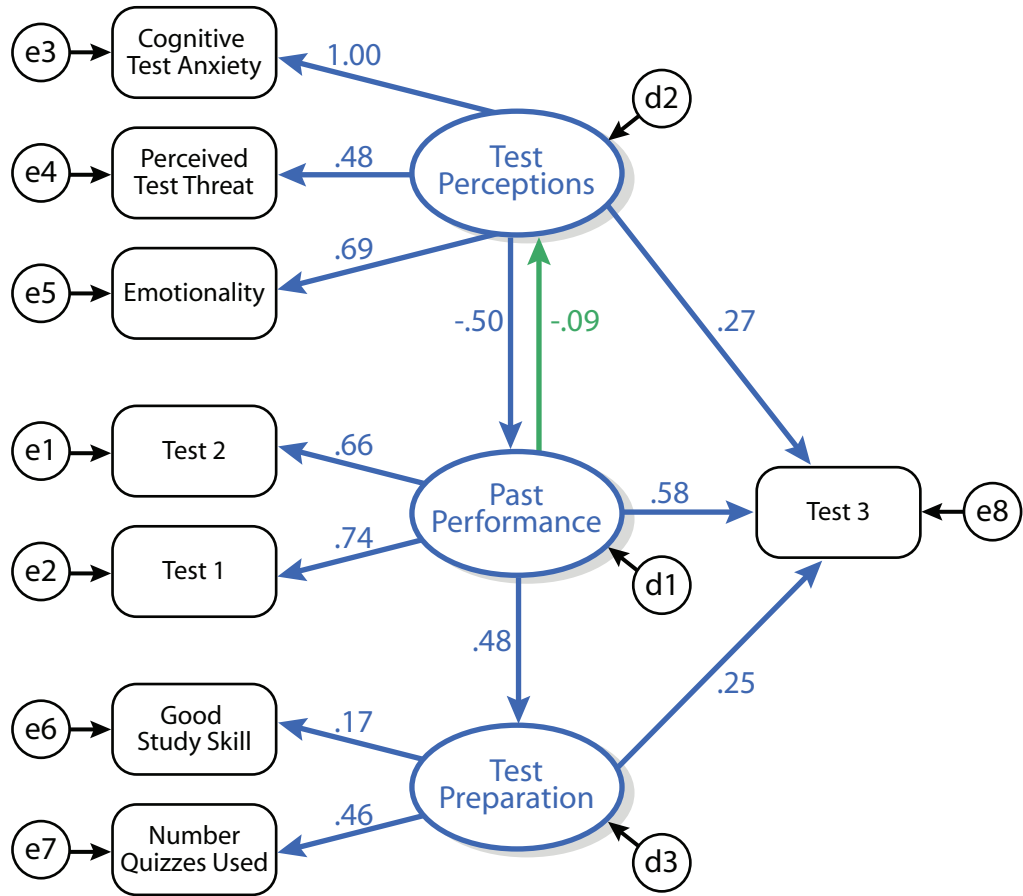 e3
Cognitive
Test Anxiety
1.00
d2
e4
Perceived
Test Threat
.48
Test
Perceptions
e5
Emotionality
.69
-.50
-.09
.27
e1
Test 2
.66
Past
Performance
.58
Test 3
e8
e2
Test 1
.74
d1
.48
.25
e6
Good
Study Skill
.17
Test
Preparation
e7
Number
Quizzes Used
.46
d3